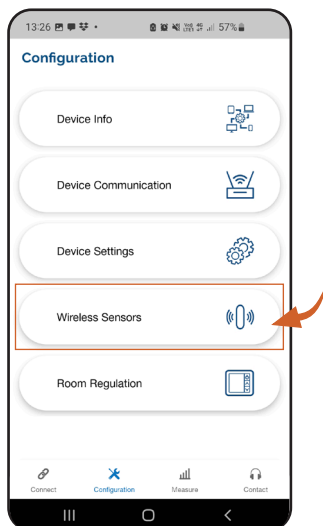 13:26 57%
Configuration
Device Info
Device Communication
Device Settings
Wireless Sensors
Room Regulation
Connect Configuration Measure Contact